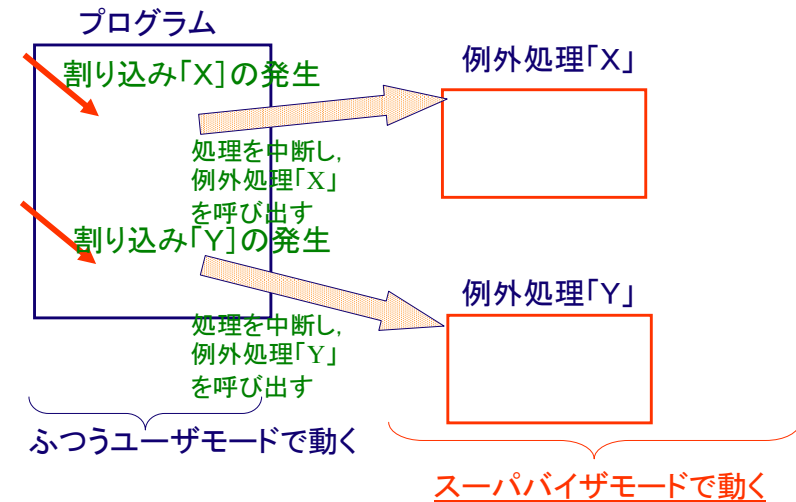 プログラム
割り込み「X］の発生
処理を中断し,
例外処理「X」
を呼び出す
割り込み「Y］の発生
処理を中断し,
例外処理「Y」
を呼び出す
ふつうユーザモードで動く
例外処理「X」
例外処理「Y」
スーパバイザモードで動く